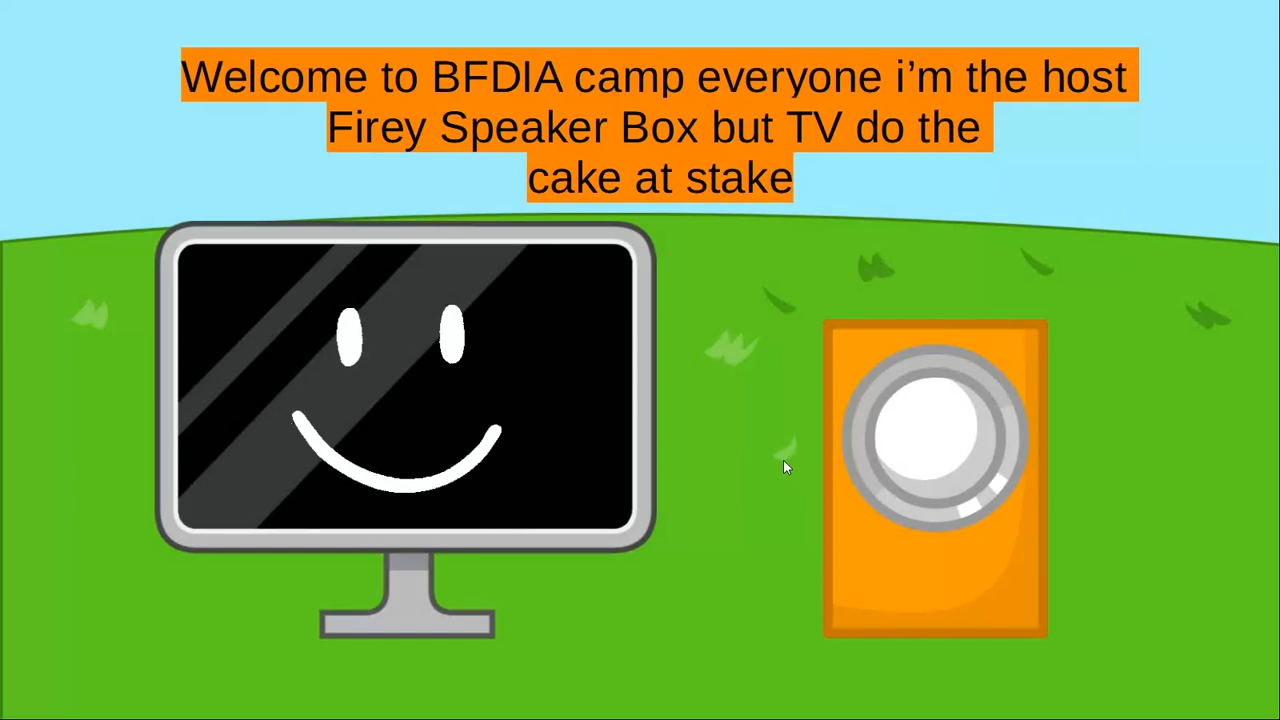 Welcome to BFDIA camp everyone i’m the host
Firey Speaker Box but TV do the
cake at stake